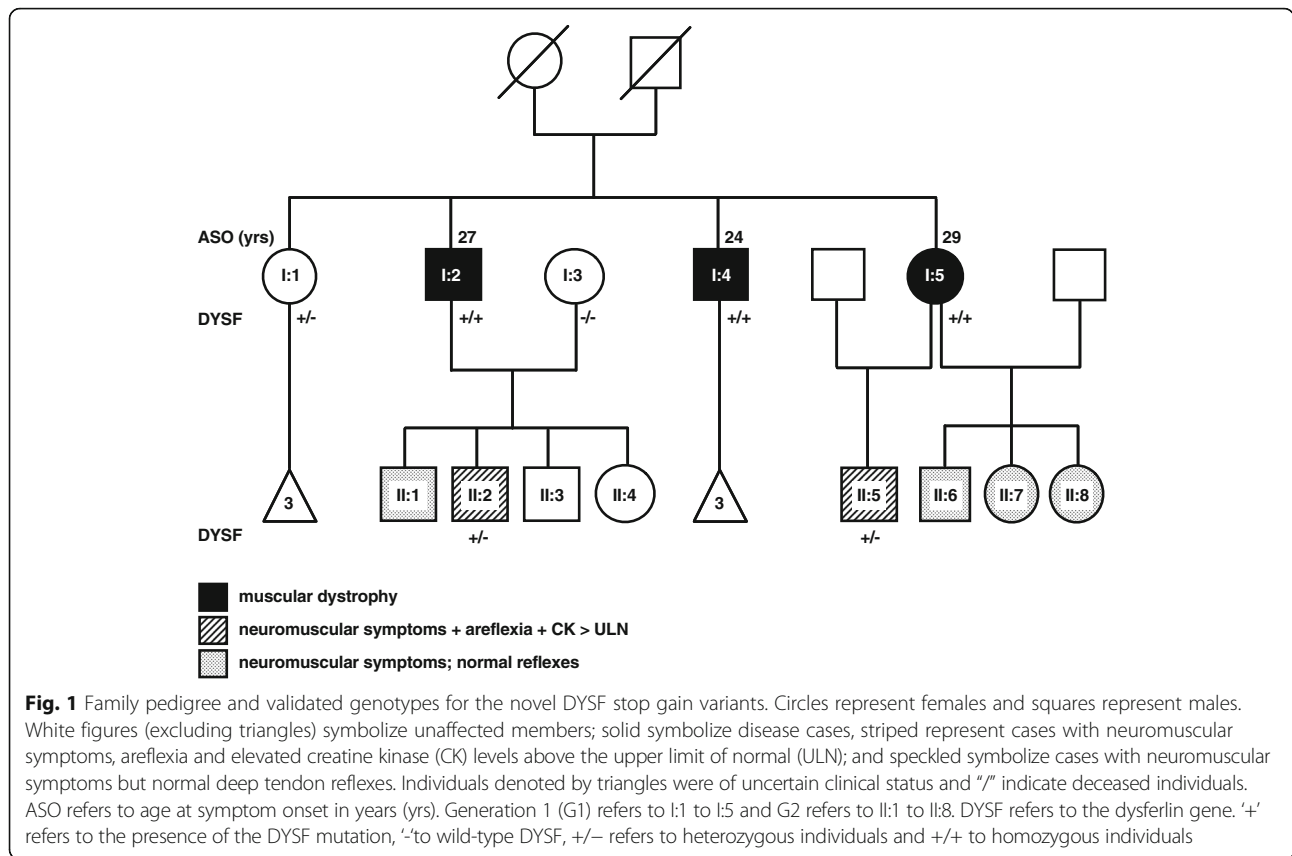 ASO (yrs) 27 24 29
I:1 I:2 I:3 I:4 I:5
DYSF +/- +/+ -/- +/+ +/+
3 II:1 II:2 II:3 II:4 3 II:5 II:6 II:7 II:8
DYSF +/- +/-
muscular dystrophy
neuromuscular symptoms + areflexia + CK > ULN
neuromuscular symptoms; normal reflexes
Fig. 1 Family pedigree and validated genotypes for the novel DYSF stop gain variants. Circles represent females and squares represent males.
White figures (excluding triangles) symbolize unaffected members; solid symbolize disease cases, striped represent cases with neuromuscular
symptoms, areflexia and elevated creatine kinase (CK) levels above the upper limit of normal (ULN); and speckled symbolize cases with neuromuscular
symptoms but normal deep tendon reflexes. Individuals denoted by triangles were of uncertain clinical status and “/” indicate deceased individuals.
ASO refers to age at symptom onset in years (yrs). Generation 1 (G1) refers to I:1 to I:5 and G2 refers to II:1 to II:8. DYSF refers to the dysferlin gene. ‘+’
refers to the presence of the DYSF mutation, ‘-‘to wild-type DYSF, +/− refers to heterozygous individuals and +/+ to homozygous individuals